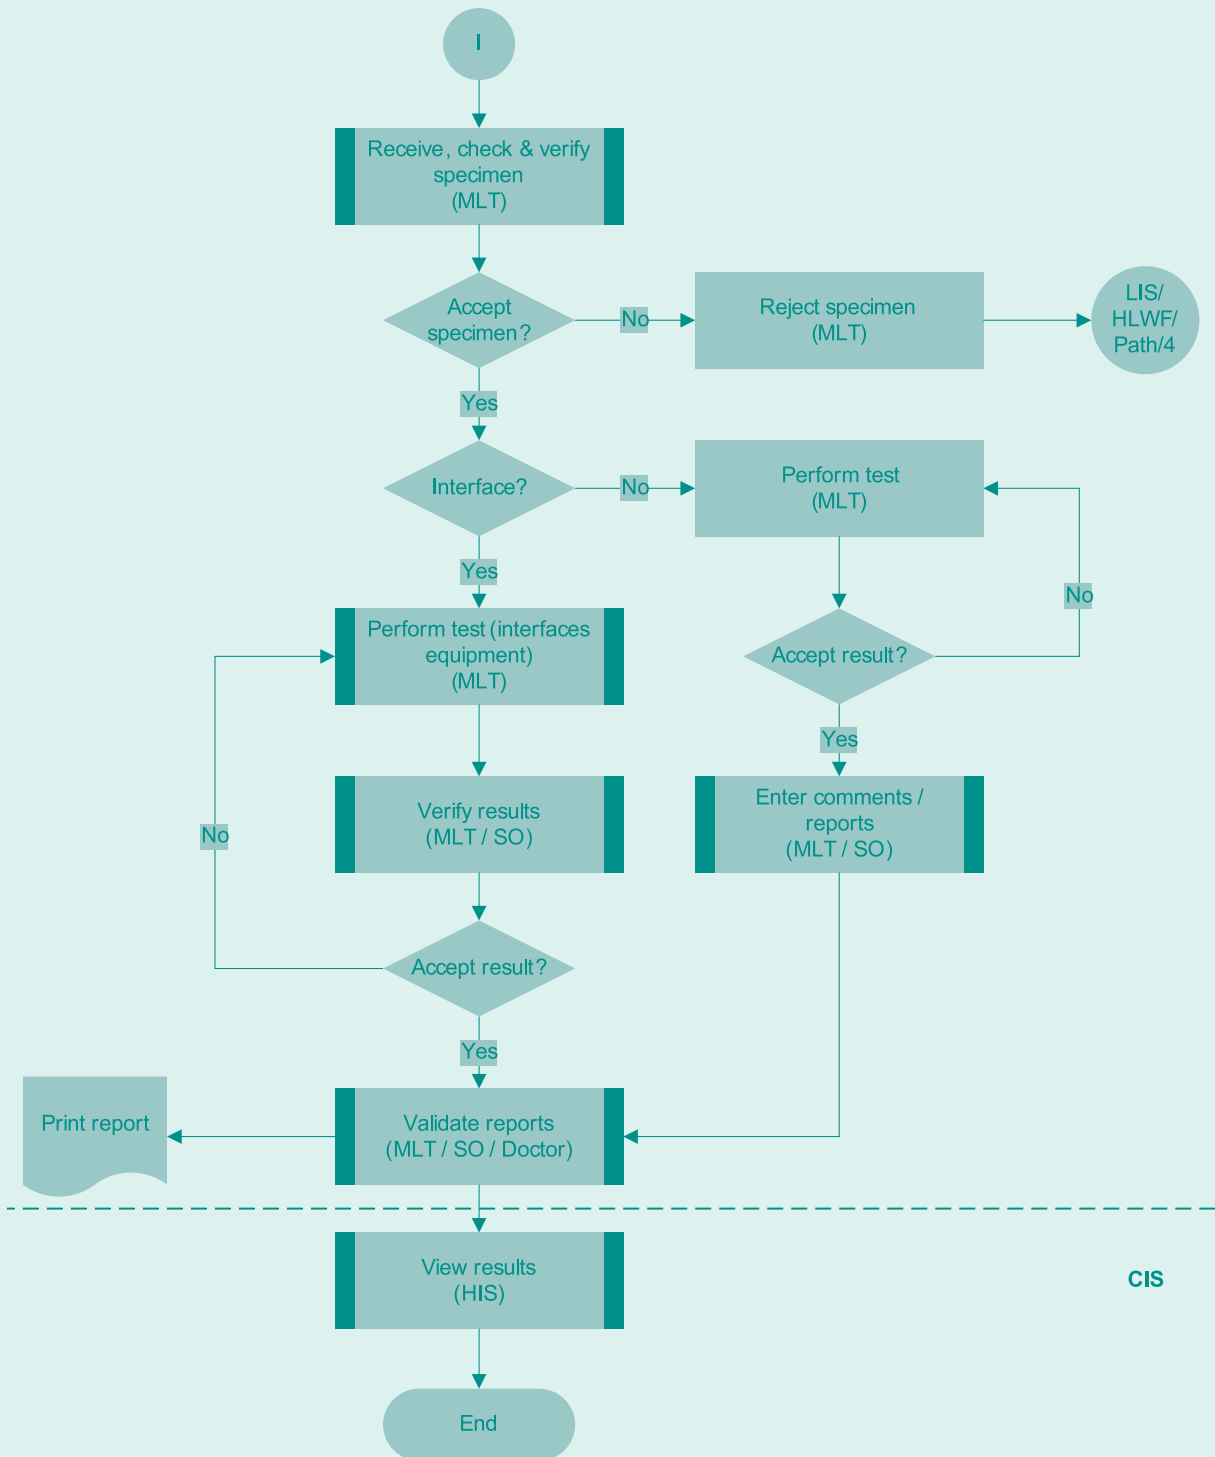 I
Receive, check & verify
specimen
(MLT)
Accept
specimen?
No
Reject specimen
(MLT)
LIS/
HLWF/
Path/4
Yes
Interface?
No
Perform test
(MLT)
Yes
No
Perform test (interfaces
equipment)
(MLT)
Accept result?
Yes
Verify results
(MLT / SO)
Enter comments /
reports
(MLT / SO)
No
Accept result?
Yes
Print report
Validate reports
(MLT / SO / Doctor)
View results
(HIS)
CIS
End